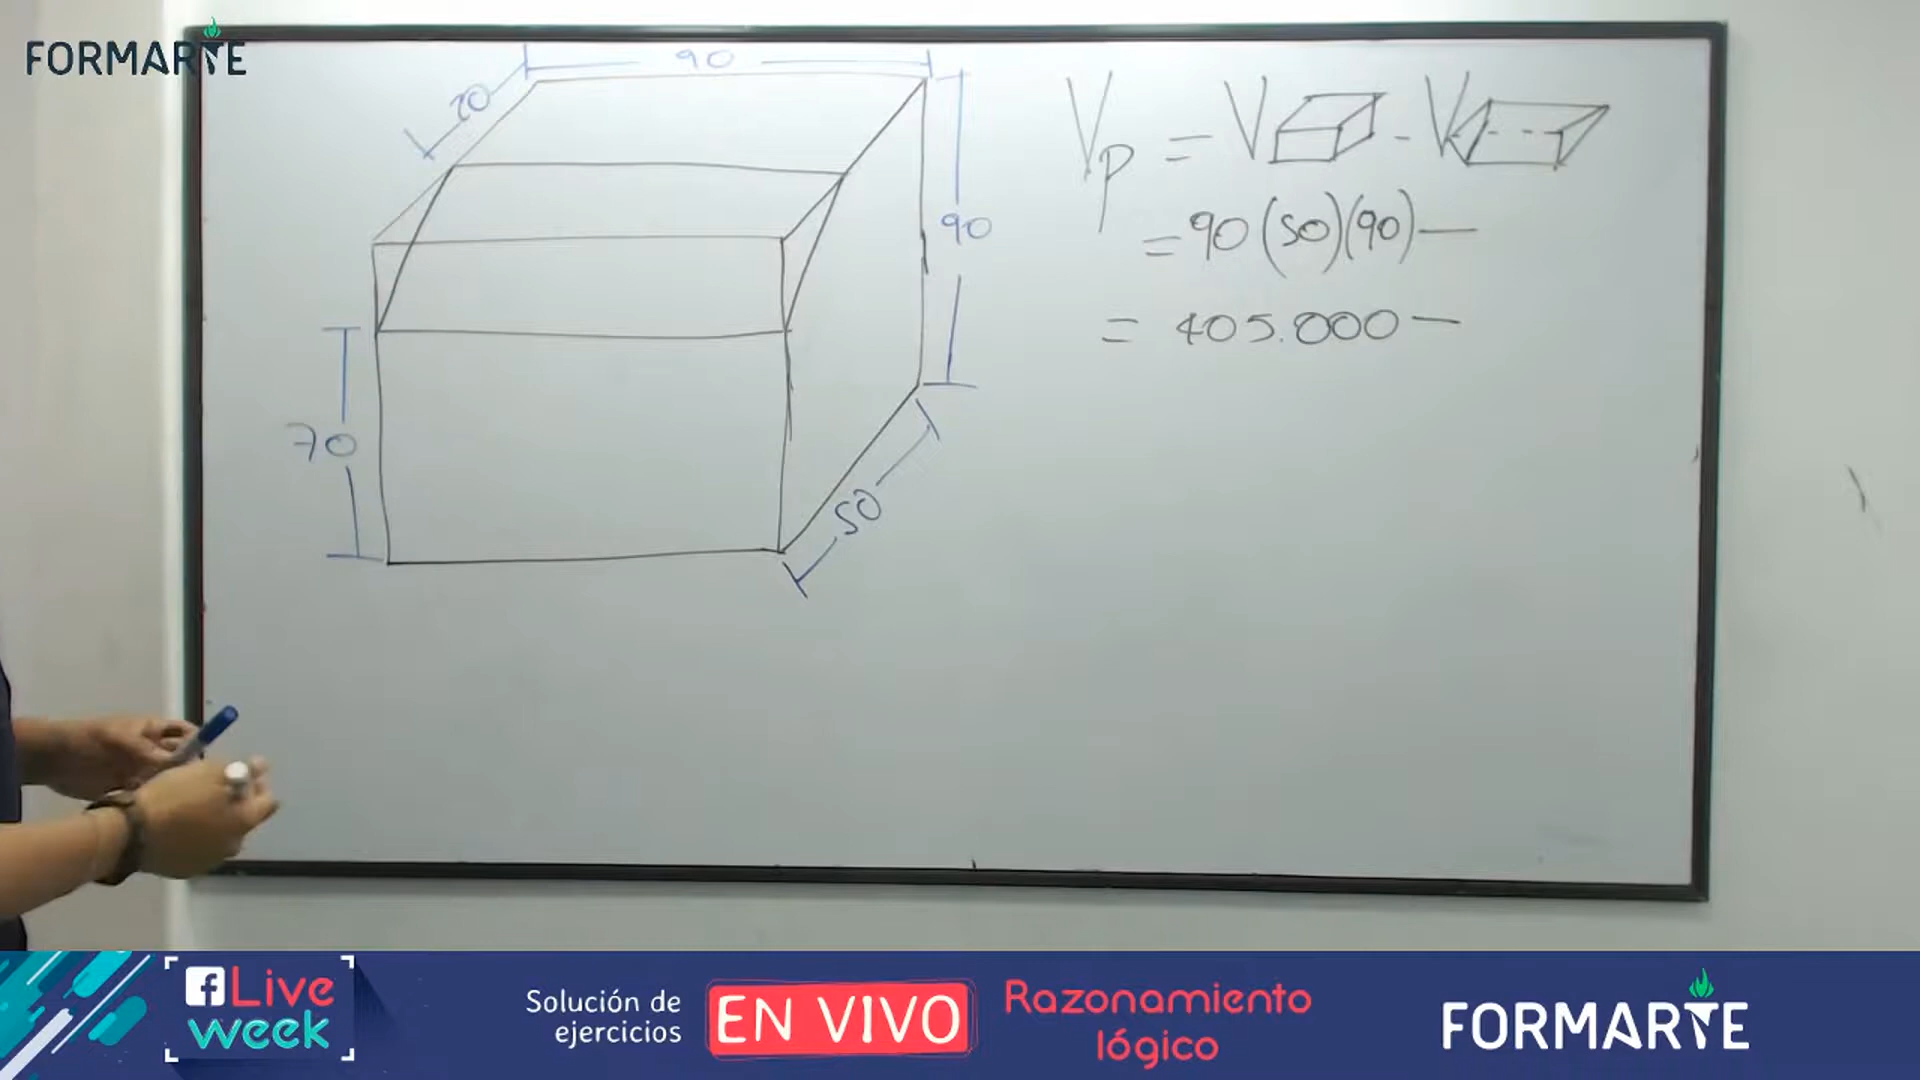 FORMARTE
90
20
90
70
50
Vp = V - V
= 90 (50)(90) —
= 405.000 —
Live
week
Solución de
ejercicios
EN VIVO
Razonamiento
lógico
FORMARTE